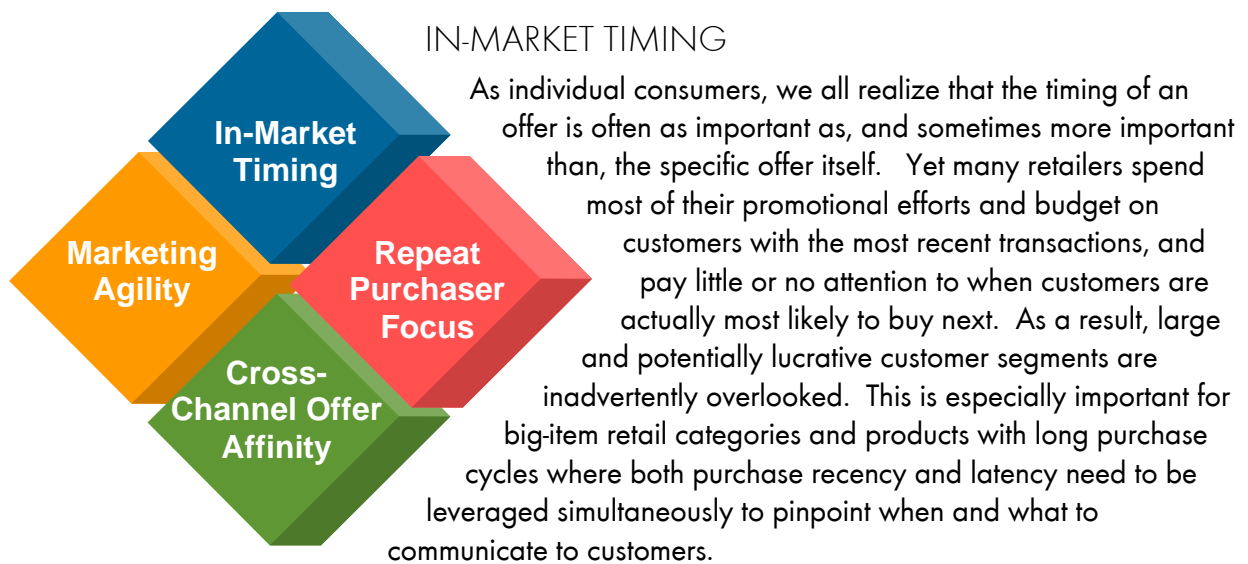 IN-MARKET TIMING
As individual consumers, we all realize that the timing of an
offer is often as important as, and sometimes more important
than, the specific offer itself.   Yet many retailers spend
most of their promotional efforts and budget on
customers with the most recent transactions, and
pay little or no attention to when customers are
actually most likely to buy next.  As a result, large
and potentially lucrative customer segments are
inadvertently overlooked.  This is especially important for
big-item retail categories and products with long purchase
cycles where both purchase recency and latency need to be
leveraged simultaneously to pinpoint when and what to
communicate to customers.
In-Market
Timing
Marketing
Agility
Repeat
Purchaser
Focus
Cross-
Channel Offer
Affinity